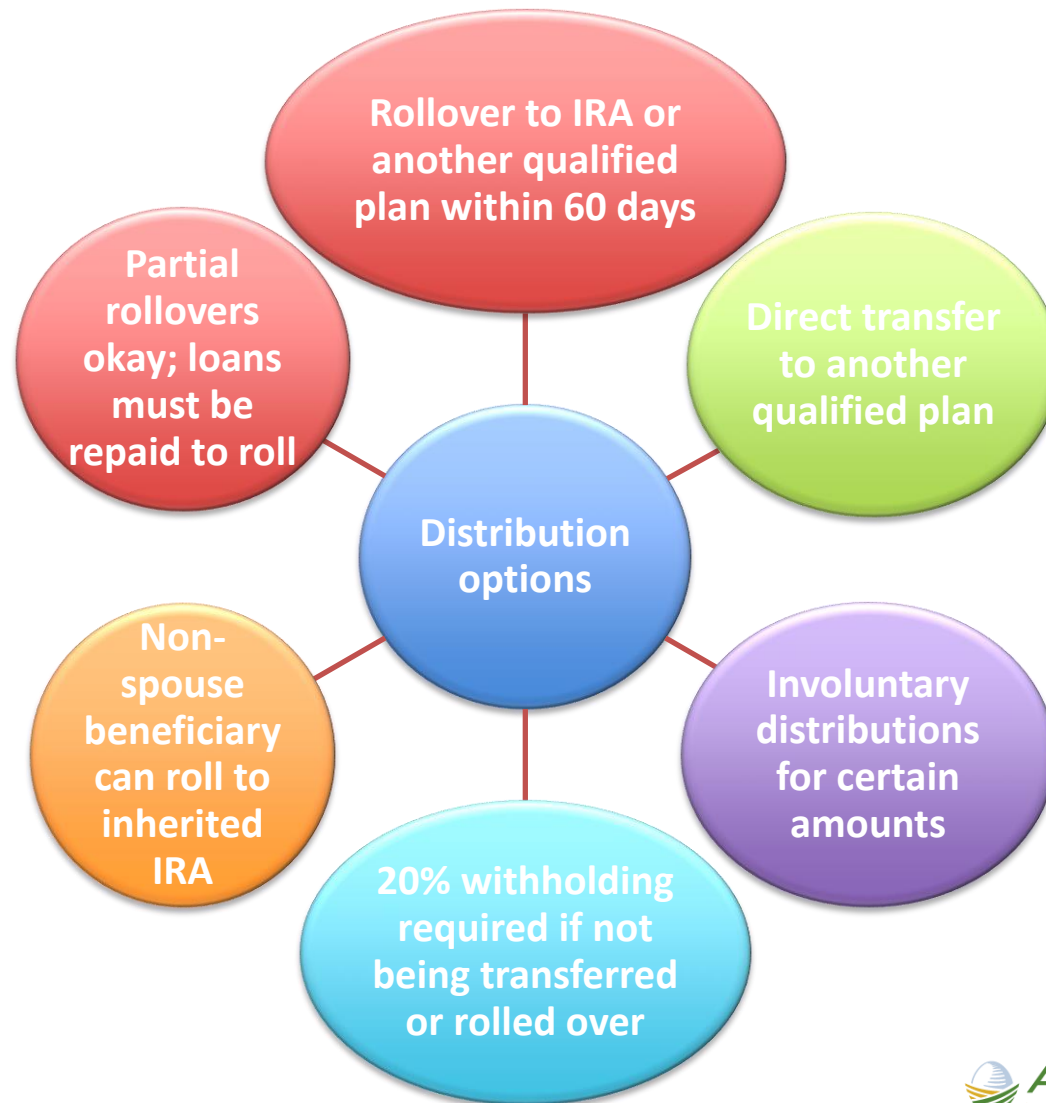 Rollover to IRA or
another qualified
plan within 60 days
Partial
rollovers
okay; loans
must be
repaid to roll
Direct transfer
to another
qualified plan
Distribution
options
Non-
spouse
beneficiary
can roll to
inherited
IRA
Involuntary
distributions
for certain
amounts
20% withholding
required if not
being transferred
or rolled over
A